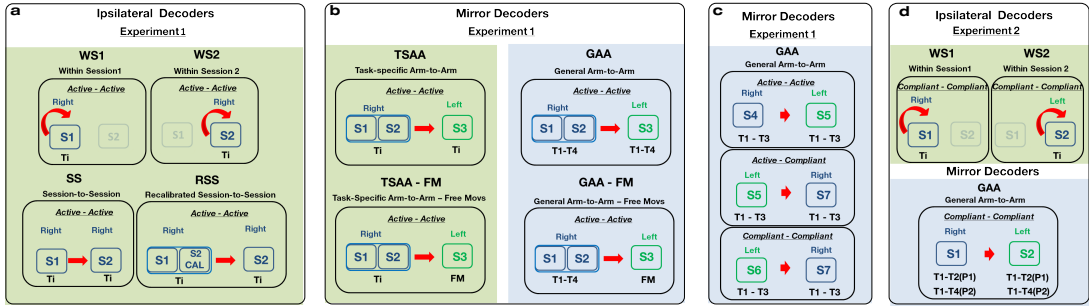 a
Ipsilateral Decoders
Experiment 1
WS1
Within Session1
Active - Active
Right
S1
S2
Ti
WS2
Within Session 2
Active - Active
Right
S1
S2
Ti
SS
Session-to-Session
Active - Active
Right
Right
S1
S2
Ti
Ti
RSS
Recalibrated Session-to-Session
Active - Active
Right
Right
S1
S2
CAL
S2
Ti
Ti
b
Mirror Decoders
Experiment 1
TSAA
Task-specific Arm-to-Arm
Active - Active
Right
Left
S1
S2
S3
Ti
Ti
GAA
General Arm-to-Arm
Active - Active
Right
Left
S1
S2
S3
T1-T4
T1-T4
TSAA - FM
Task-Specific Arm-to-Arm – Free Movs
Active - Active
Right
Left
S1
S2
S3
Ti
FM
GAA - FM
General Arm-to-Arm – Free Movs
Active - Active
Right
Left
S1
S2
S3
T1-T4
FM
c
Mirror Decoders
Experiment 1
GAA
General Arm-to-Arm
Active - Active
Right
Left
S4
S5
T1 - T3
T1 - T3
Active - Compliant
Left
Right
S5
S7
T1 - T3
T1 - T3
Compliant - Compliant
Left
Right
S6
S7
T1 - T3
T1 - T3
d
Ipsilateral Decoders
Experiment 2
WS1
Within Session1
Compliant - Compliant
Right
S1
S2
Ti
WS2
Within Session 2
Compliant - Compliant
Left
S1
S2
Ti
Mirror Decoders
GAA
General Arm-to-Arm
Compliant - Compliant
Right
Left
S1
S2
T1-T2(P1)
T1-T2(P1)
T1-T4(P2)
T1-T4(P2)